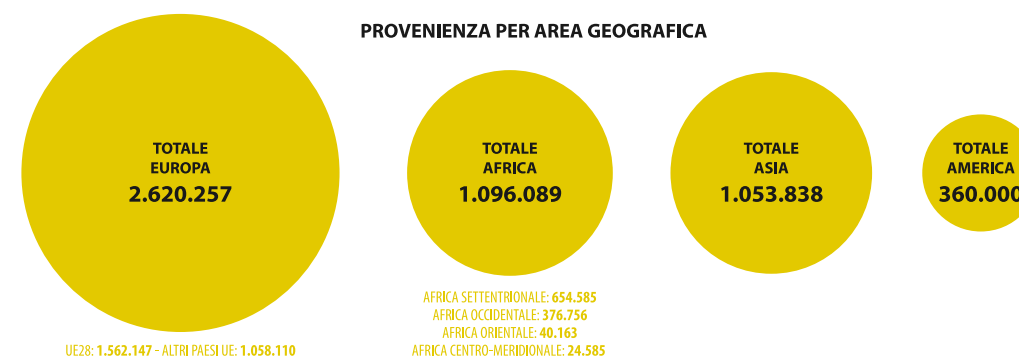 PROVENIENZA PER AREA GEOGRAFICA
TOTALE
EUROPA
2.620.257
TOTALE
AFRICA
1.096.089
TOTALE
ASIA
1.053.838
TOTALE
AMERICA
360.000
UE28: 1.562.147 - ALTRI PAESI UE: 1.058.110
AFRICA SETTENTRIONALE: 654.585
AFRICA OCCIDENTALE: 376.756
AFRICA ORIENTALE: 40.163
AFRICA CENTRO-MERIDIONALE: 24.585